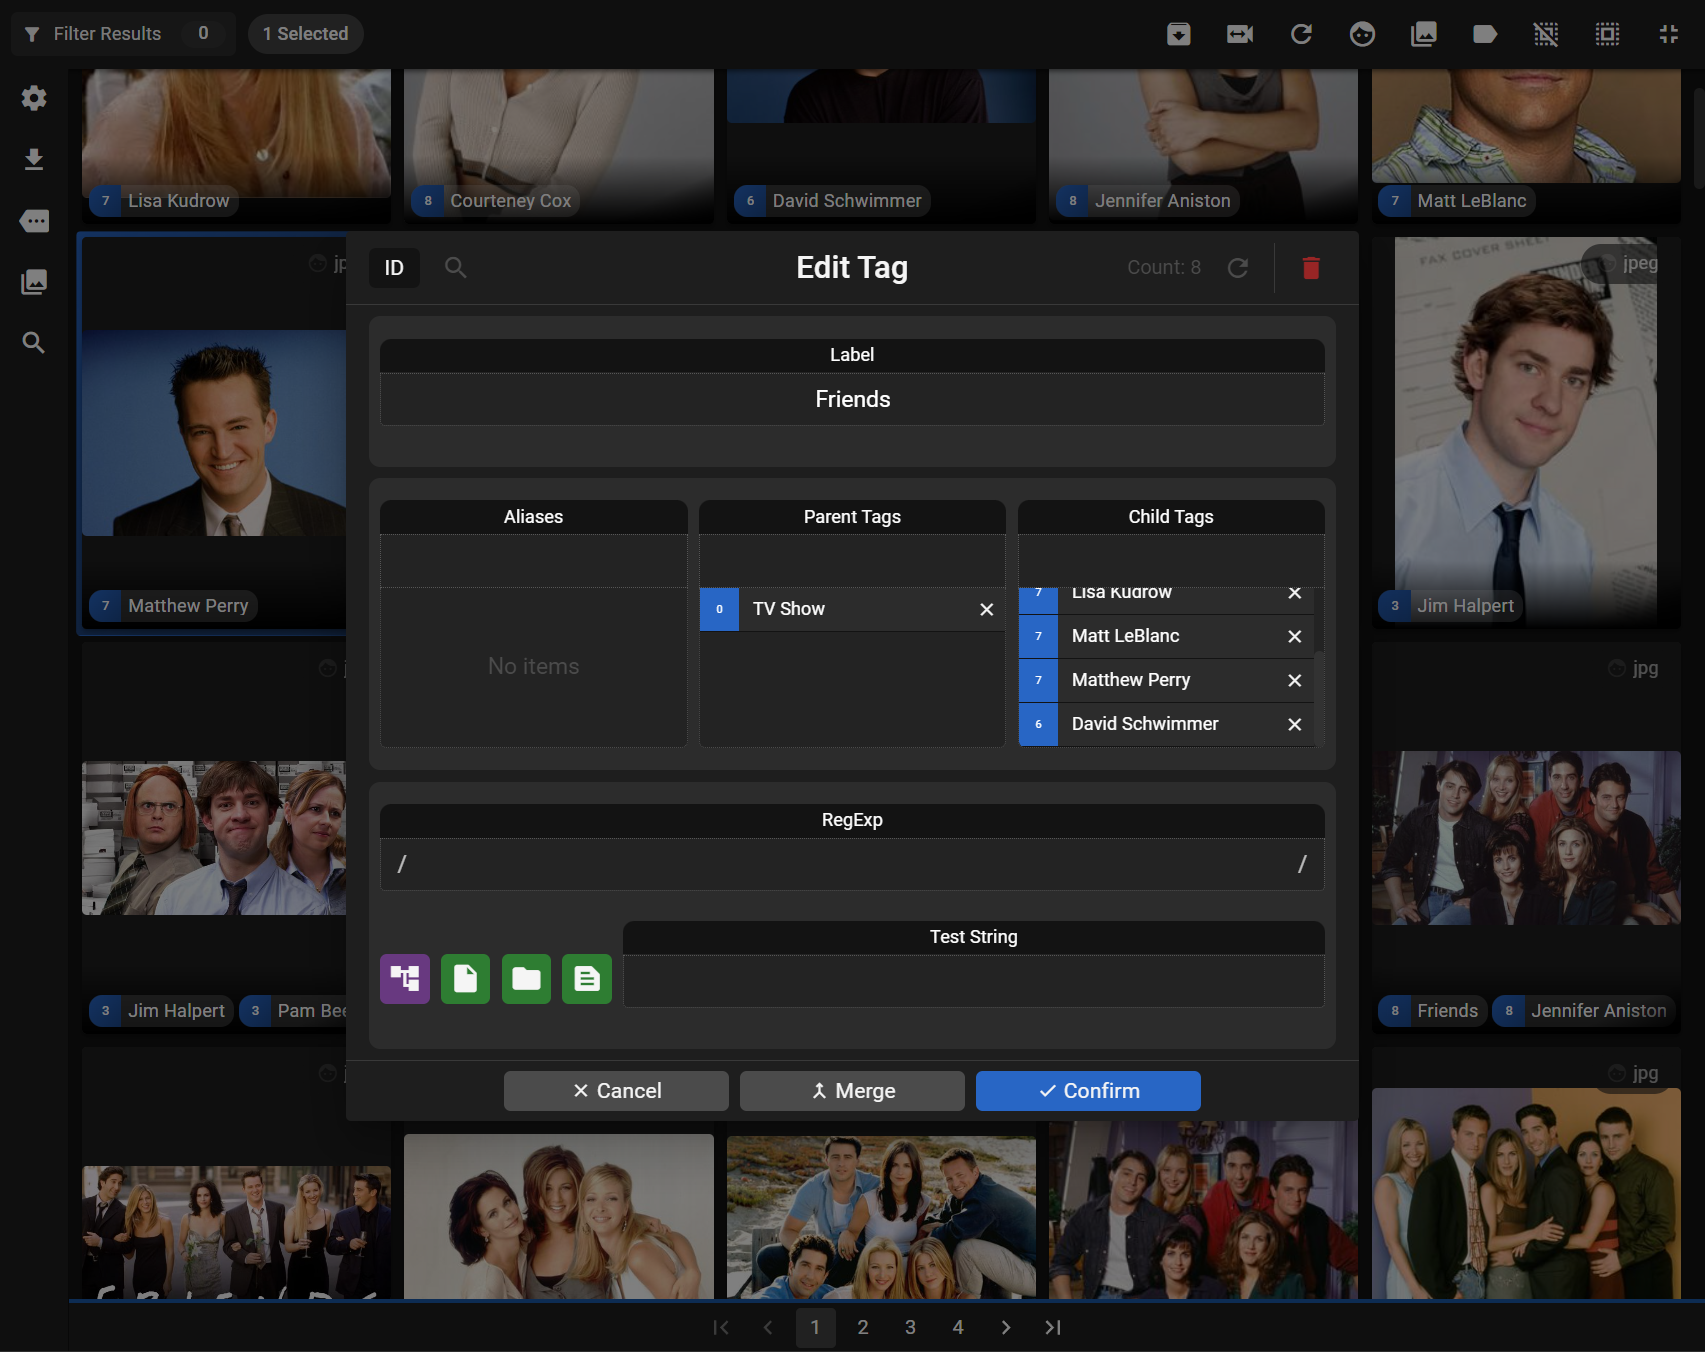 Filter Results 0 1 Selected
7 Lisa Kudrow
8 Courteney Cox
6 David Schwimmer
8 Jennifer Aniston
7 Matt LeBlanc
ID
Edit Tag
Count: 8
jpeg
FAX COVER SHEET
Label
Friends
Aliases
Parent Tags
Child Tags
No items
0 TV Show
7 Lisa Kudrow
7 Matt LeBlanc
7 Matthew Perry
6 David Schwimmer
7 Matthew Perry
3 Jim Halpert
jpg
RegExp
/ /
Test String
3 Jim Halpert 3 Pam Bee
8 Friends 8 Jennifer Aniston
jpg
Cancel
Merge
Confirm
1 2 3 4